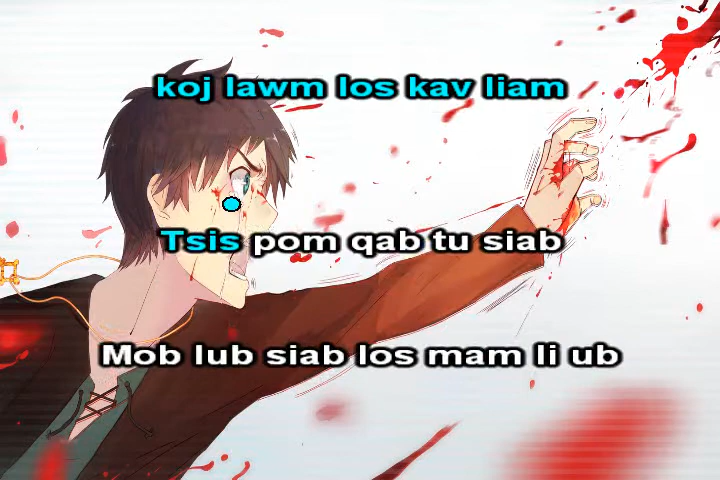 koj lawm los kav liam
Tsis pom qab tu siab
Mob lub siab los mam li ub